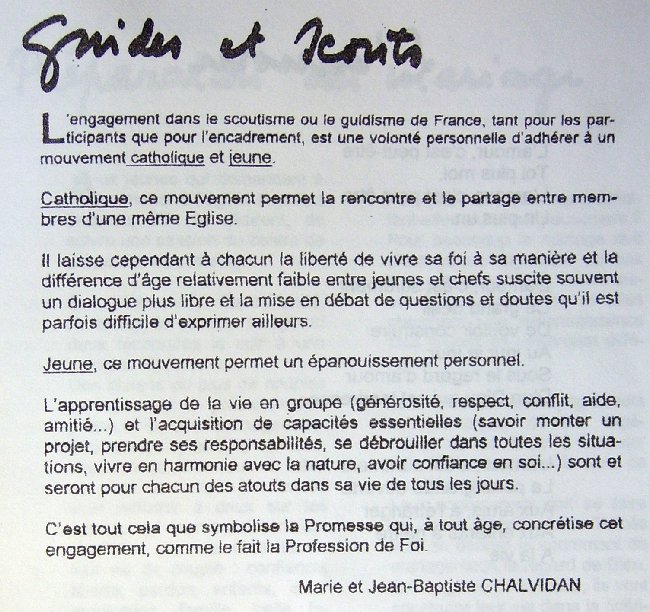 Guides et Scouts
L'engagement dans le scoutisme ou le guidisme de France, tant pour les par-
ticipants que pour l'encadrement, est une volonté personnelle d'adhérer à un
mouvement catholique et jeune.
Catholique, ce mouvement permet la rencontre et le partage entre mem-
bres d'une même Eglise.
Il laisse cependant à chacun la liberté de vivre sa foi à sa manière et la
différence d'âge relativement faible entre jeunes et chefs suscite souvent
un dialogue plus libre et la mise en débat de questions et doutes qu'il est
parfois difficile d'exprimer ailleurs.
Jeune, ce mouvement permet un épanouissement personnel.
L'apprentissage de la vie en groupe (générosité, respect, conflit, aide,
amitié...) et l'acquisition de capacités essentielles (savoir monter un
projet, prendre ses responsabilités, se débrouiller dans toutes les situa-
tions, vivre en harmonie avec la nature, avoir confiance en soi...) sont et
seront pour chacun des atouts dans sa vie de tous les jours.
C'est tout cela que symbolise la Promesse qui, à tout âge, concrétise cet
engagement, comme le fait la Profession de Foi.
Marie et Jean-Baptiste CHALVIDAN